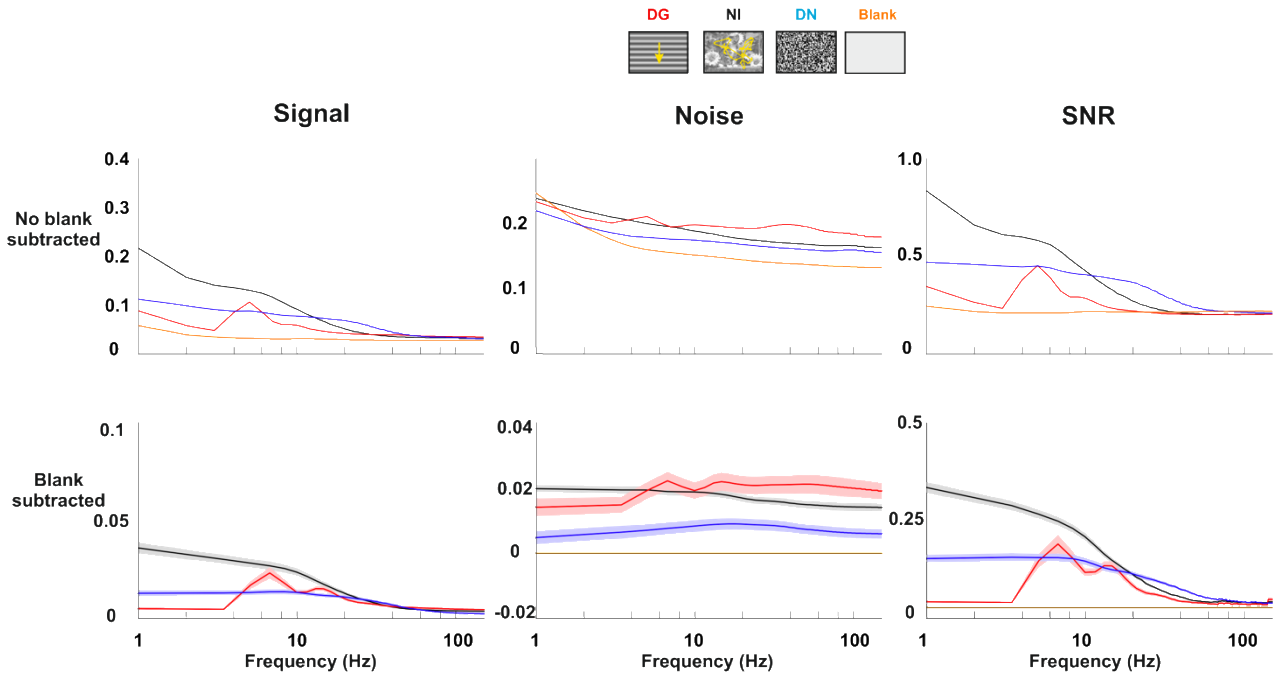 DG NI DN Blank
Signal Noise SNR
No blank
subtracted
0.4
0.3
0.2
0.1
0
0.2
0.1
0
1.0
0.5
0
Blank
subtracted
0.1
0.05
0
0.04
0.02
0
-0.02
0.5
0.25
0
1 10 100 1 10 100 1 10 100
Frequency (Hz) Frequency (Hz) Frequency (Hz)